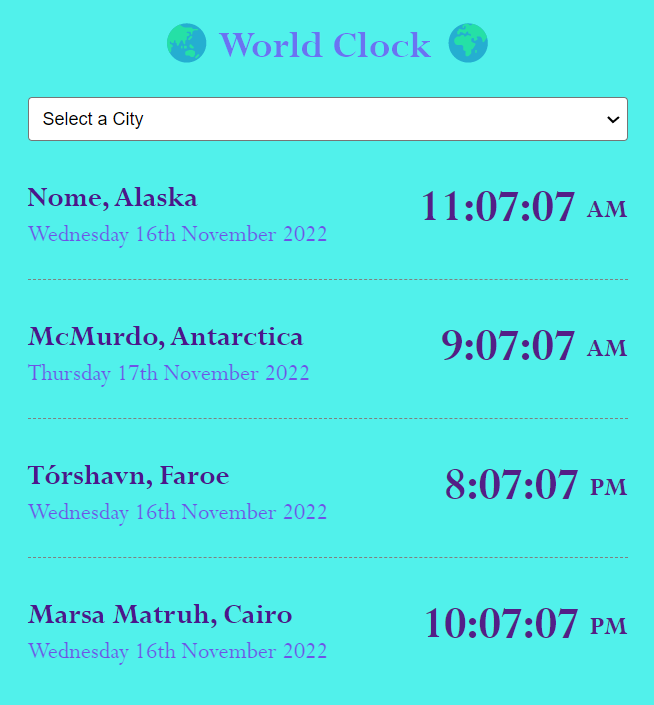 World Clock
Select a City
Nome, Alaska
11:07:07 AM
Wednesday 16th November 2022
McMurdo, Antarctica
9:07:07 AM
Thursday 17th November 2022
Tórshavn, Faroe
8:07:07 PM
Wednesday 16th November 2022
Marsa Matruh, Cairo
10:07:07 PM
Wednesday 16th November 2022